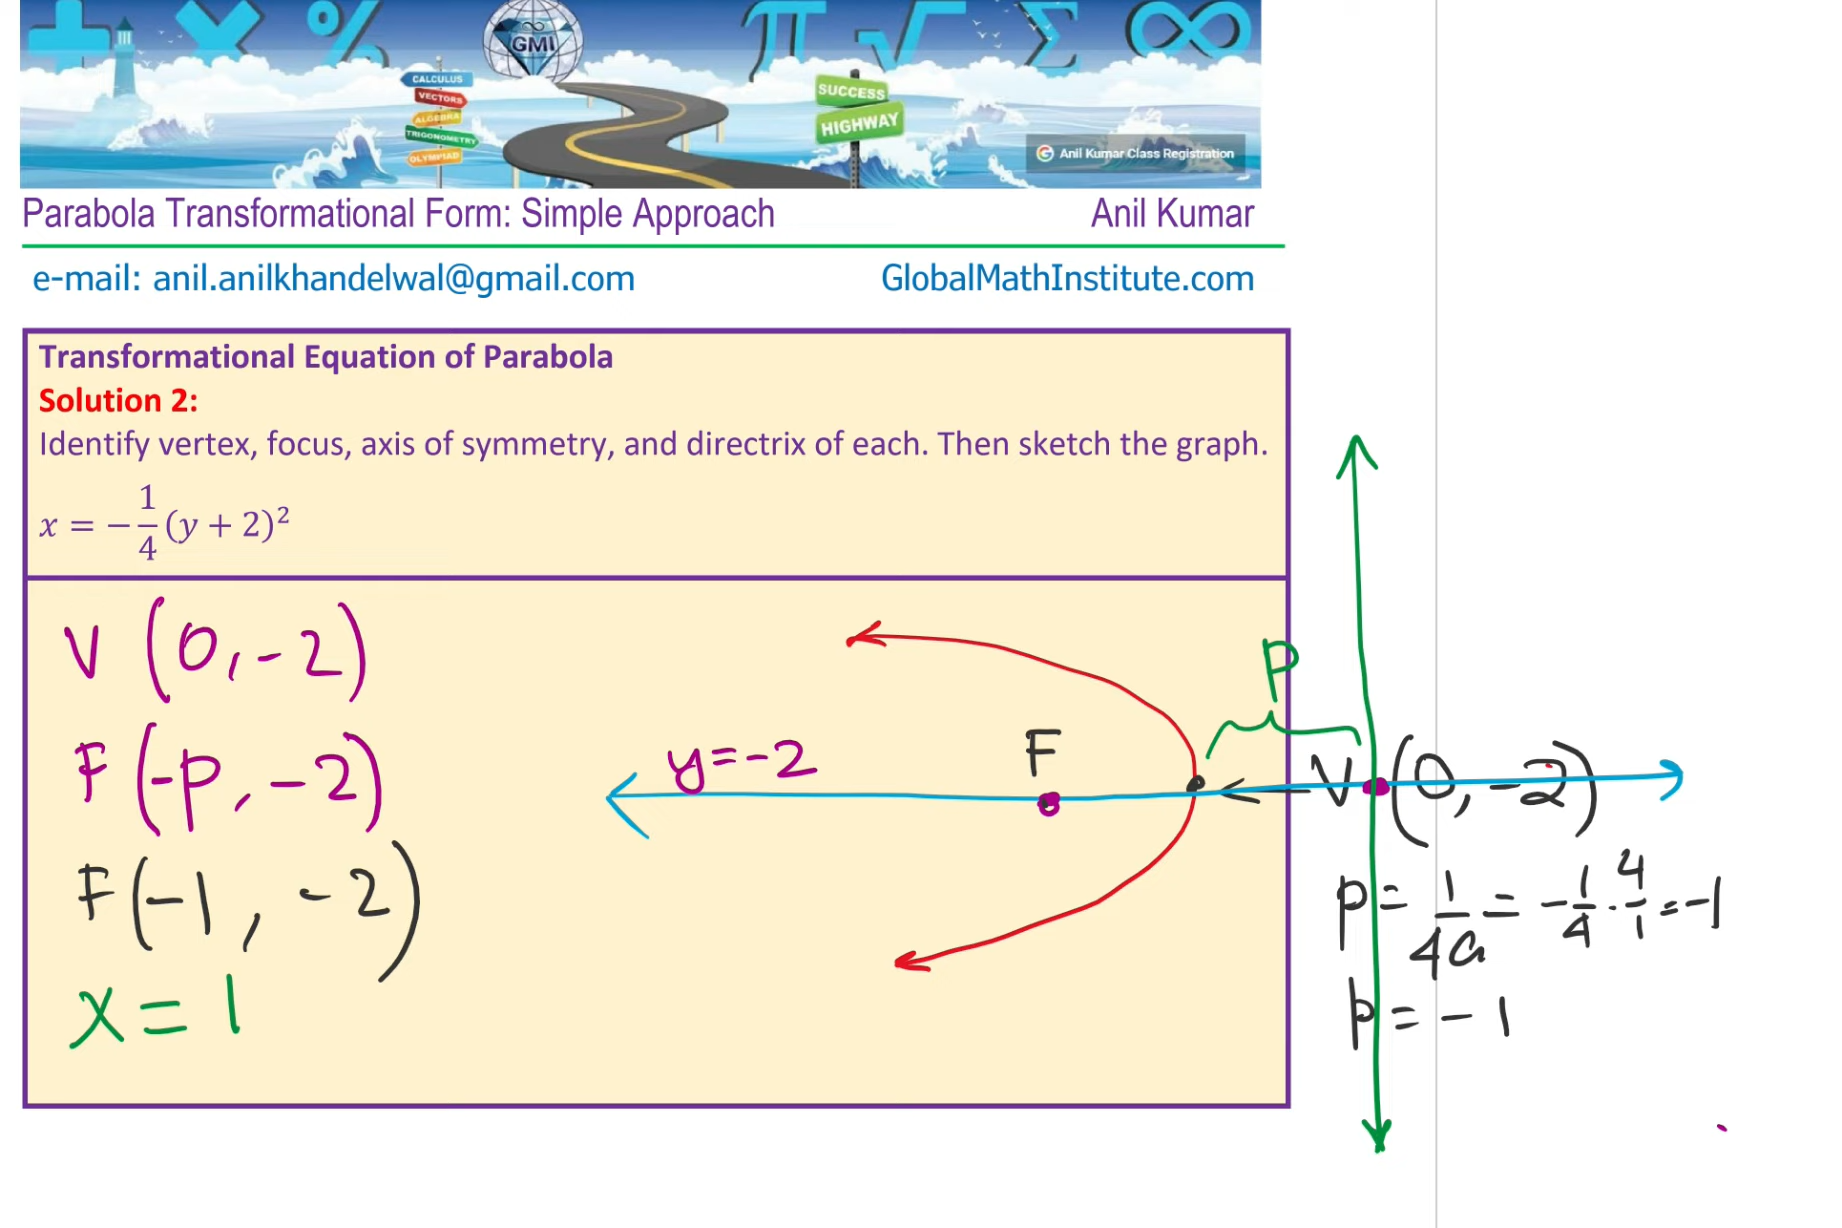 + × % GMI π √ Σ ∞
CALCULUS
VECTORS
ALGEBRA
TRIGONOMETRY
OLYMPIAD
SUCCESS
HIGHWAY
Anil Kumar Class Registration
Parabola Transformational Form: Simple Approach Anil Kumar
e-mail: anil.anilkhandelwal@gmail.com GlobalMathInstitute.com
Transformational Equation of Parabola
Solution 2:
Identify vertex, focus, axis of symmetry, and directrix of each. Then sketch the graph.
x = -1/4(y + 2)²
V (0, -2)
F (-p, -2)
F(-1, -2)
x = 1
y = -2
F
P
V (0, -2)
p = 1/4a = -1/4 · 4/1 = -1
p = -1